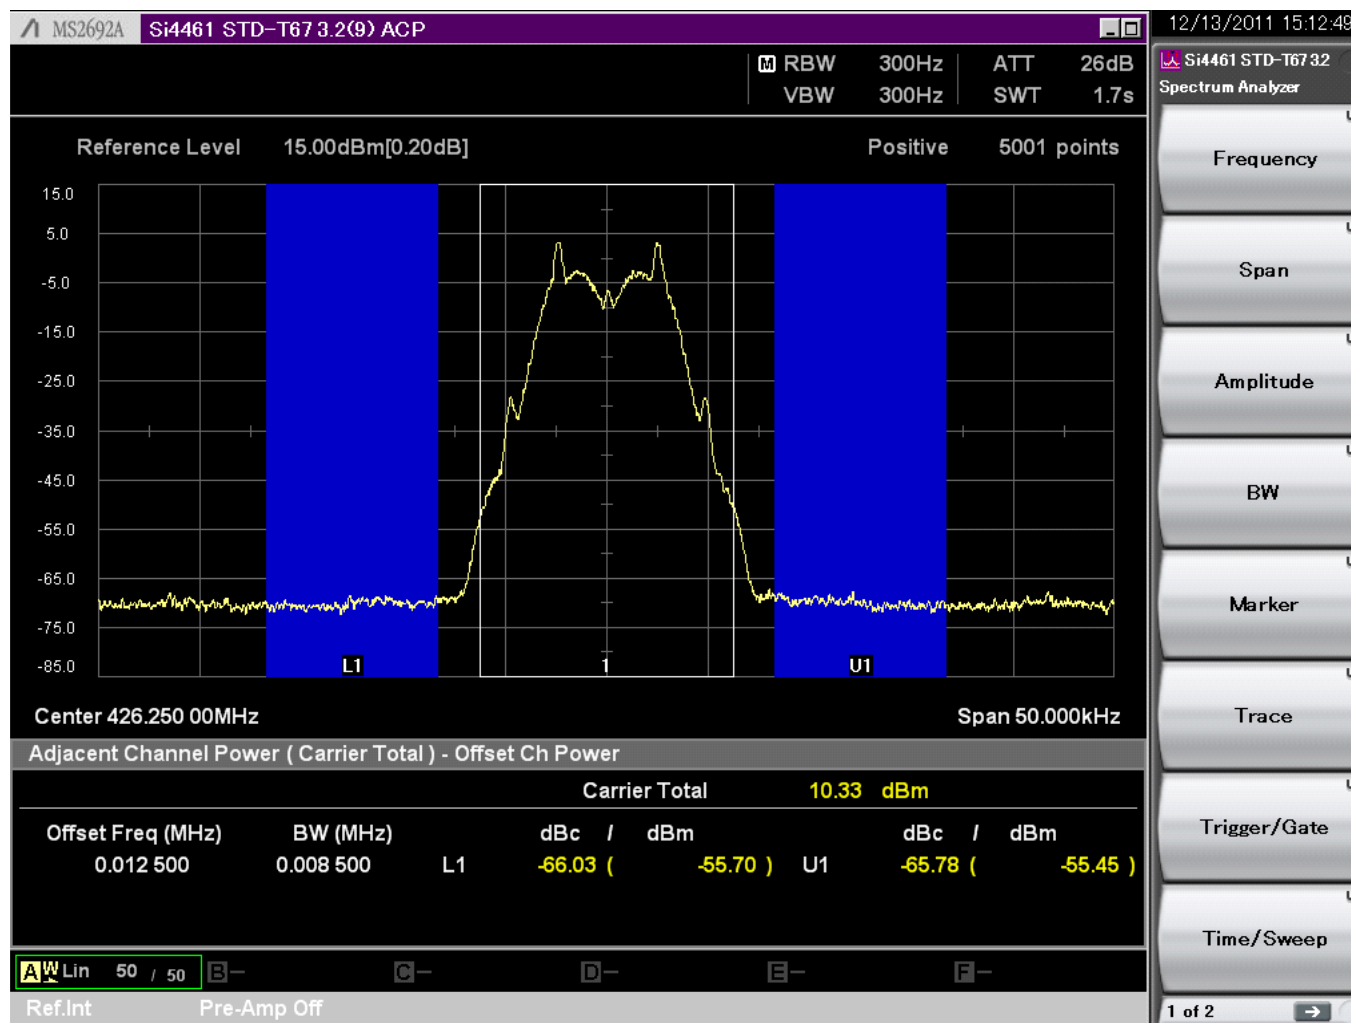 MS2692A Si4461 STD-T67 3.2(9) ACP
12/13/2011 15:12:49
M RBW 300Hz ATT 26dB
VBW 300Hz SWT 1.7s
Si4461 STD-T67 3.2
Spectrum Analyzer
Reference Level 15.00dBm[0.20dB] Positive 5001 points
15.0
5.0
-5.0
-15.0
-25.0
-35.0
-45.0
-55.0
-65.0
-75.0
-85.0
L1 1 U1
Center 426.250 00MHz Span 50.000kHz
Adjacent Channel Power ( Carrier Total ) - Offset Ch Power
Carrier Total 10.33 dBm
Offset Freq (MHz) BW (MHz) dBc / dBm dBc / dBm
0.012 500 0.008 500 L1 -66.03 ( -55.70 ) U1 -65.78 ( -55.45 )
A W Lin 50 / 50 B- C- D- E- F-
Ref.Int Pre-Amp Off
Frequency
Span
Amplitude
BW
Marker
Trace
Trigger/Gate
Time/Sweep
1 of 2